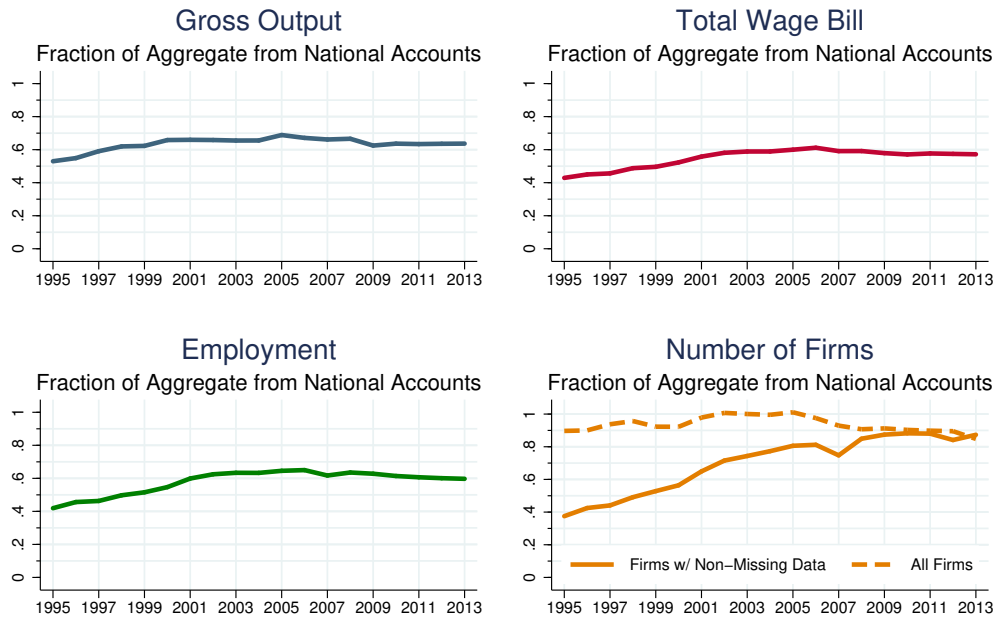 Gross Output
Fraction of Aggregate from National Accounts
1
.8
.6
.4
.2
0
1995 1997 1999 2001 2003 2005 2007 2009 2011 2013
Total Wage Bill
Fraction of Aggregate from National Accounts
1
.8
.6
.4
.2
0
1995 1997 1999 2001 2003 2005 2007 2009 2011 2013
Employment
Fraction of Aggregate from National Accounts
1
.8
.6
.4
.2
0
1995 1997 1999 2001 2003 2005 2007 2009 2011 2013
Number of Firms
Fraction of Aggregate from National Accounts
1
.8
.6
.4
.2
0
Firms w/ Non−Missing Data All Firms
1995 1997 1999 2001 2003 2005 2007 2009 2011 2013